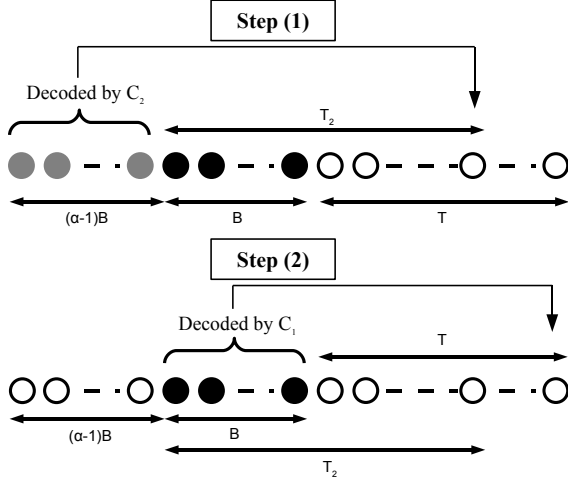 Step (1)
Decoded by C₂
T₂
(α-1)B
B
T
Step (2)
Decoded by C₁
T
(α-1)B
B
T₂